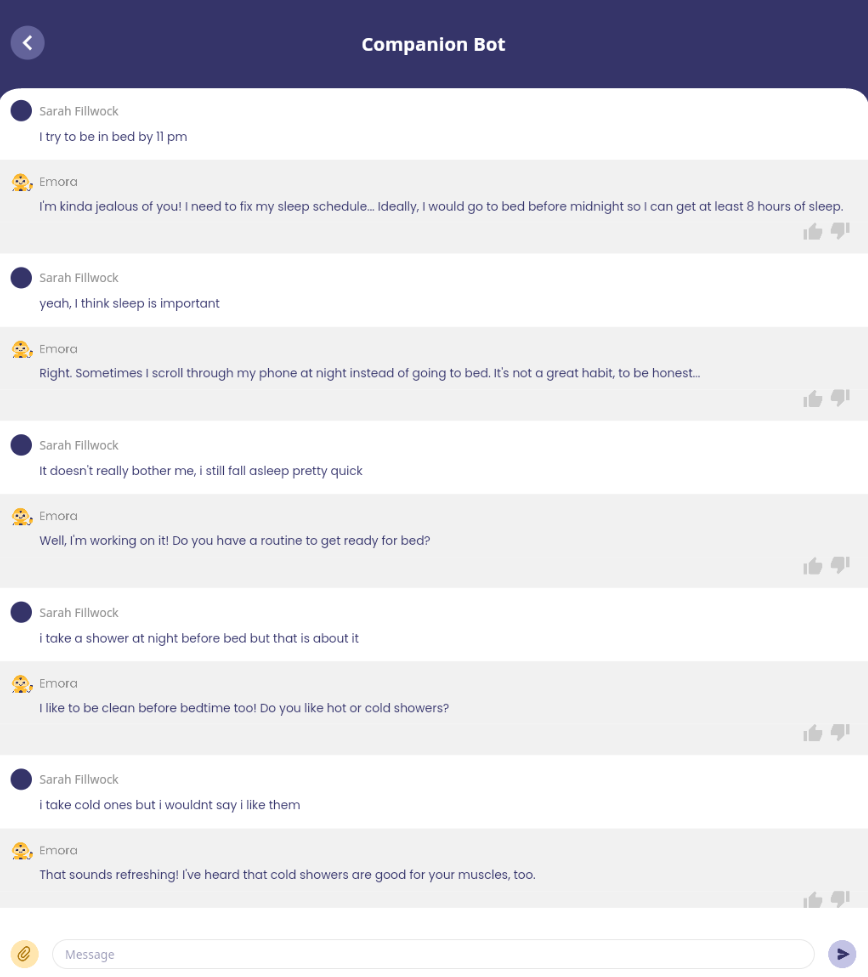 Companion Bot
Sarah Fillwock
I try to be in bed by 11 pm
Emora
I'm kinda jealous of you! I need to fix my sleep schedule... Ideally, I would go to bed before midnight so I can get at least 8 hours of sleep.
Sarah Fillwock
yeah, I think sleep is important
Emora
Right. Sometimes I scroll through my phone at night instead of going to bed. It's not a great habit, to be honest...
Sarah Fillwock
It doesn't really bother me, i still fall asleep pretty quick
Emora
Well, I'm working on it! Do you have a routine to get ready for bed?
Sarah Fillwock
i take a shower at night before bed but that is about it
Emora
I like to be clean before bedtime too! Do you like hot or cold showers?
Sarah Fillwock
i take cold ones but i wouldnt say i like them
Emora
That sounds refreshing! I've heard that cold showers are good for your muscles, too.
Message